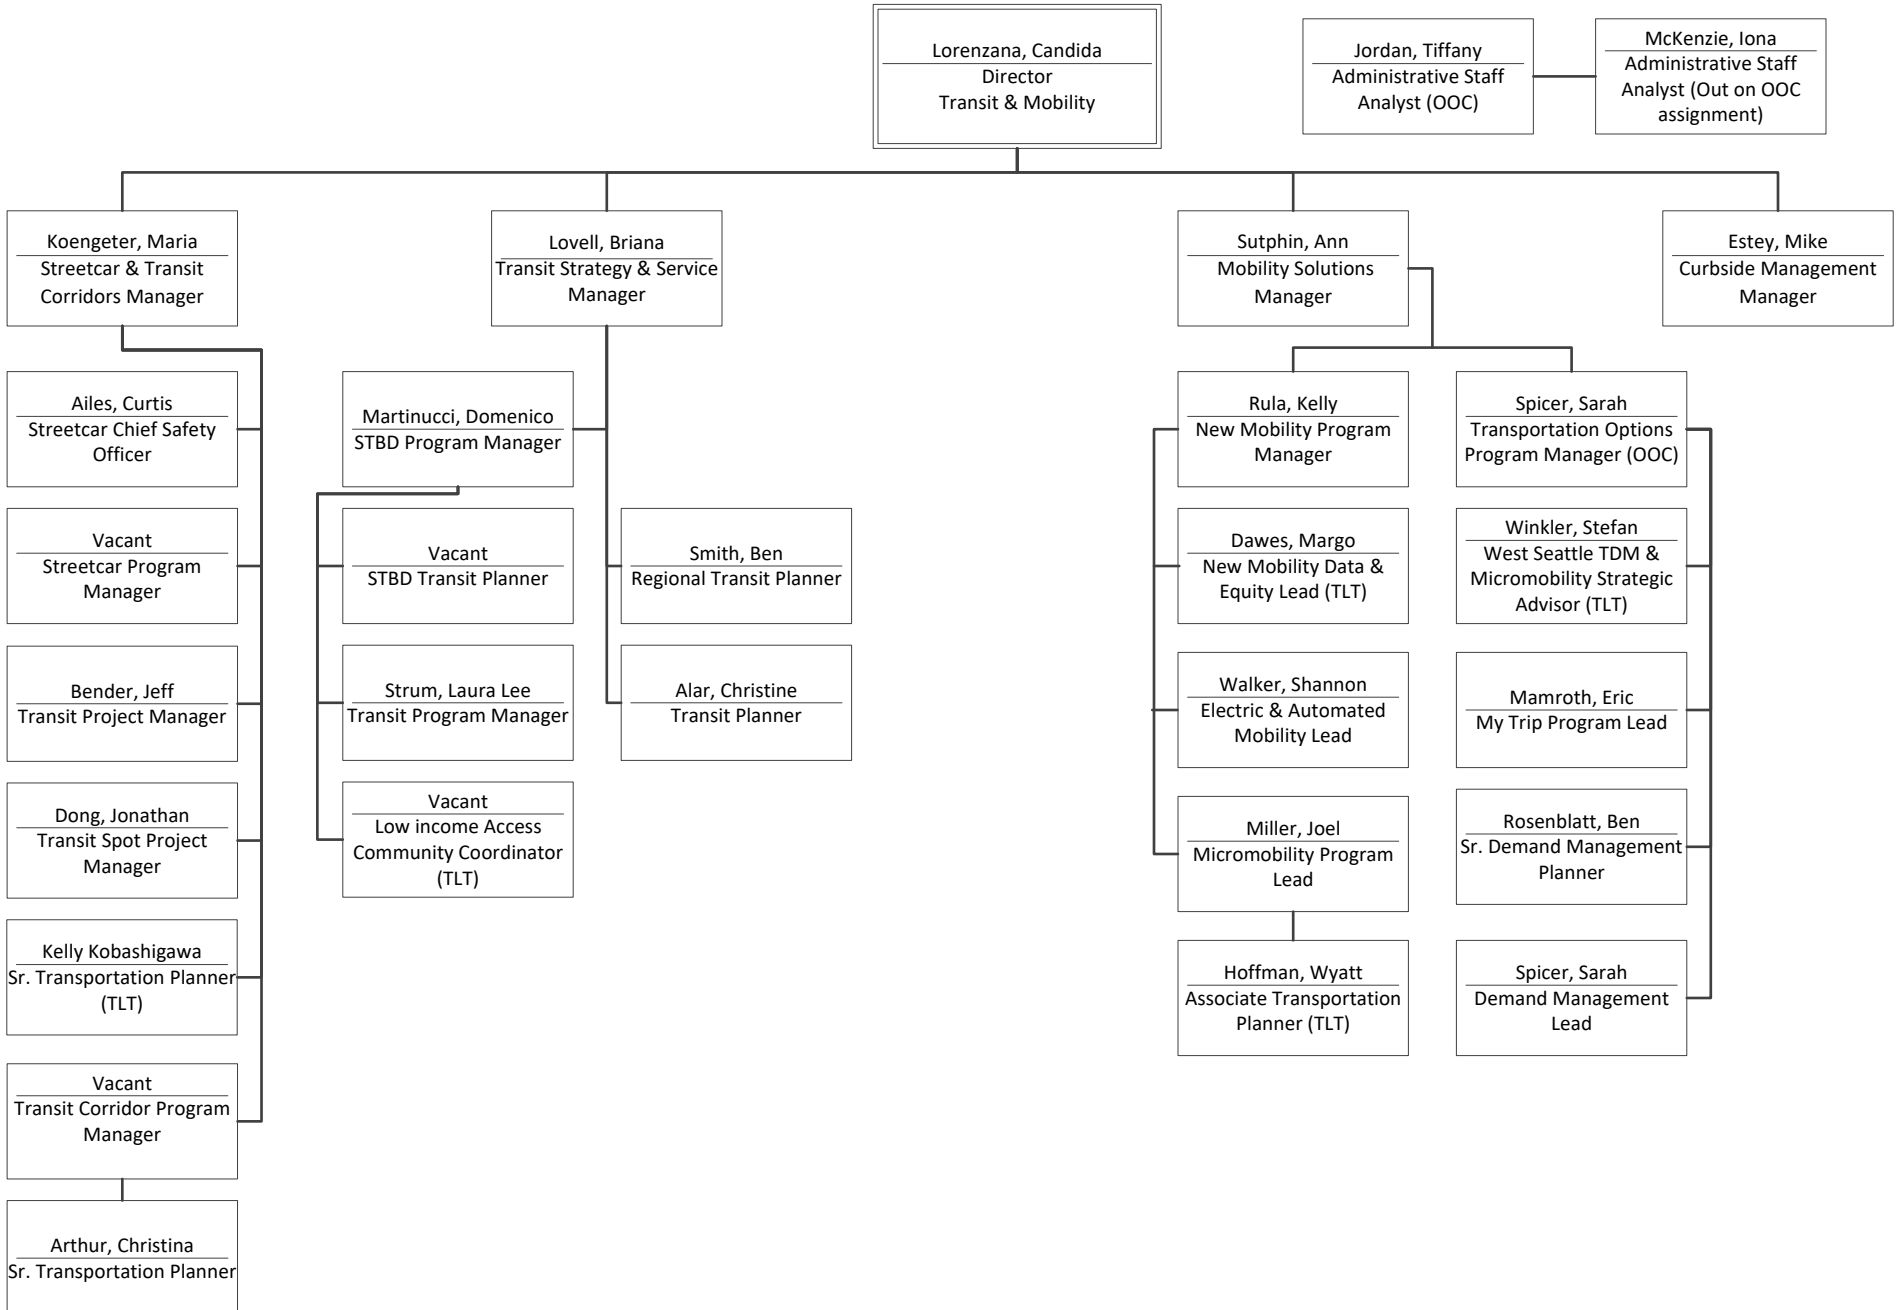 Lorenzana, Candida
Director
Transit & Mobility
Jordan, Tiffany
Administrative Staff
Analyst (OOC)
McKenzie, Iona
Administrative Staff
Analyst (Out on OOC
assignment)
Koengeter, Maria
Streetcar & Transit
Corridors Manager
Lovell, Briana
Transit Strategy & Service
Manager
Sutphin, Ann
Mobility Solutions
Manager
Estey, Mike
Curbside Management
Manager
Ailes, Curtis
Streetcar Chief Safety
Officer
Vacant
Streetcar Program
Manager
Bender, Jeff
Transit Project Manager
Dong, Jonathan
Transit Spot Project
Manager
Kelly Kobashigawa
Sr. Transportation Planner
(TLT)
Vacant
Transit Corridor Program
Manager
Arthur, Christina
Sr. Transportation Planner
Martinucci, Domenico
STBD Program Manager
Vacant
STBD Transit Planner
Strum, Laura Lee
Transit Program Manager
Vacant
Low income Access
Community Coordinator
(TLT)
Smith, Ben
Regional Transit Planner
Alar, Christine
Transit Planner
Rula, Kelly
New Mobility Program
Manager
Dawes, Margo
New Mobility Data &
Equity Lead (TLT)
Walker, Shannon
Electric & Automated
Mobility Lead
Miller, Joel
Micromobility Program
Lead
Hoffman, Wyatt
Associate Transportation
Planner (TLT)
Spicer, Sarah
Transportation Options
Program Manager (OOC)
Winkler, Stefan
West Seattle TDM &
Micromobility Strategic
Advisor (TLT)
Mamroth, Eric
My Trip Program Lead
Rosenblatt, Ben
Sr. Demand Management
Planner
Spicer, Sarah
Demand Management
Lead